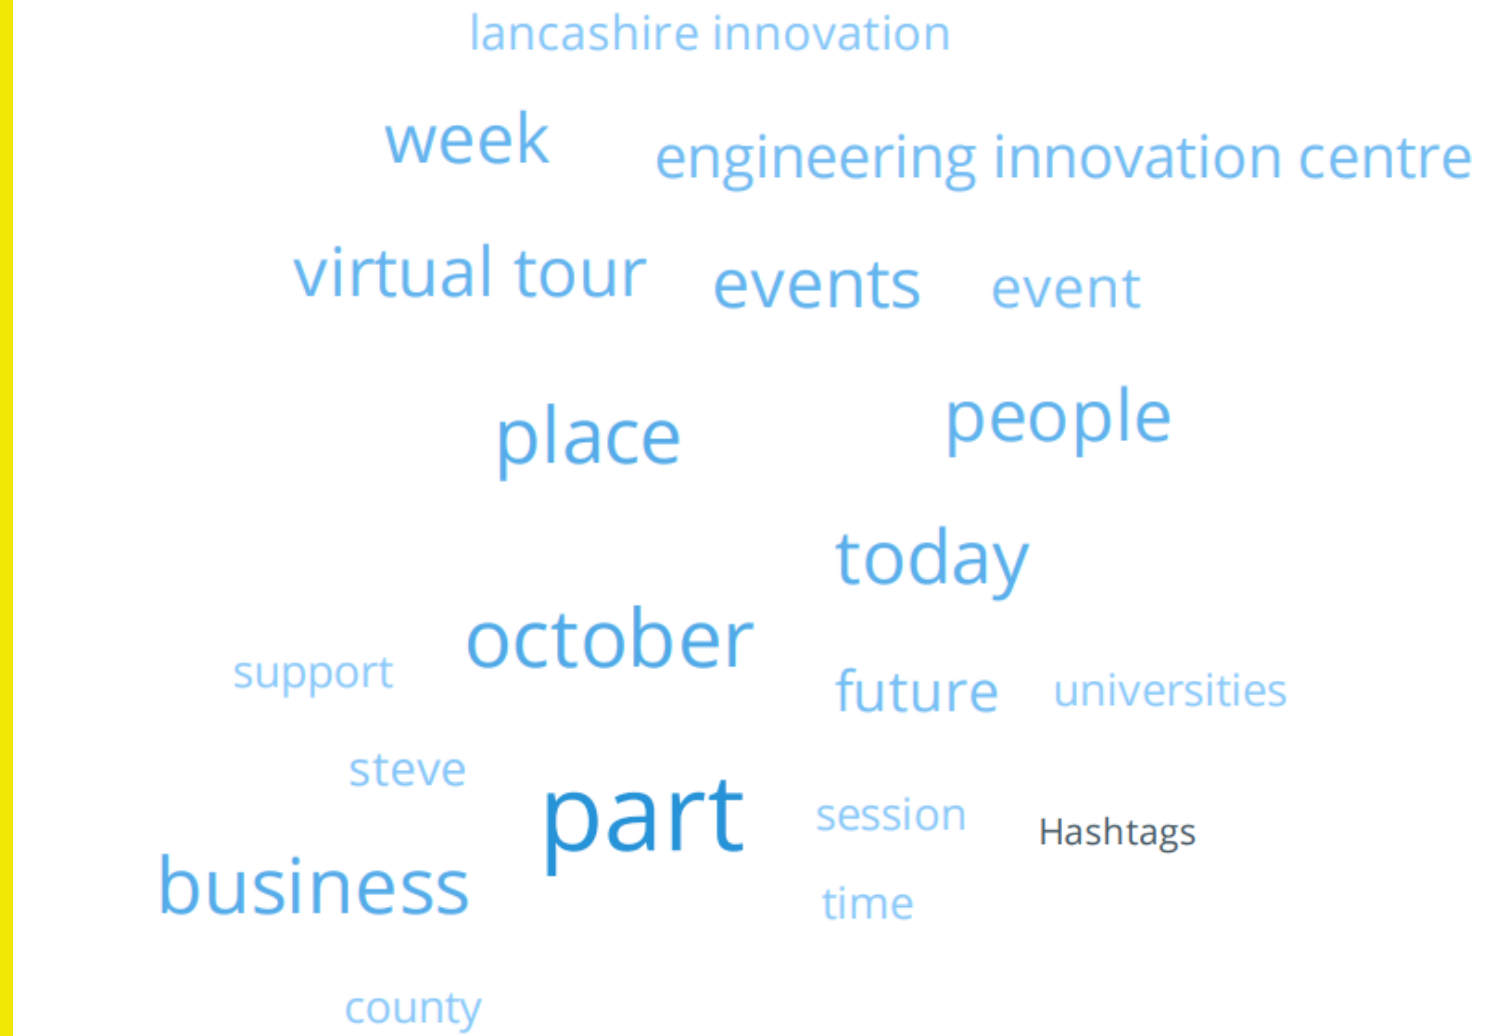 lancashire innovation
week
engineering innovation centre
virtual tour
events
event
people
place
today
october
support
future
universities
steve
part
session
Hashtags
business
time
county